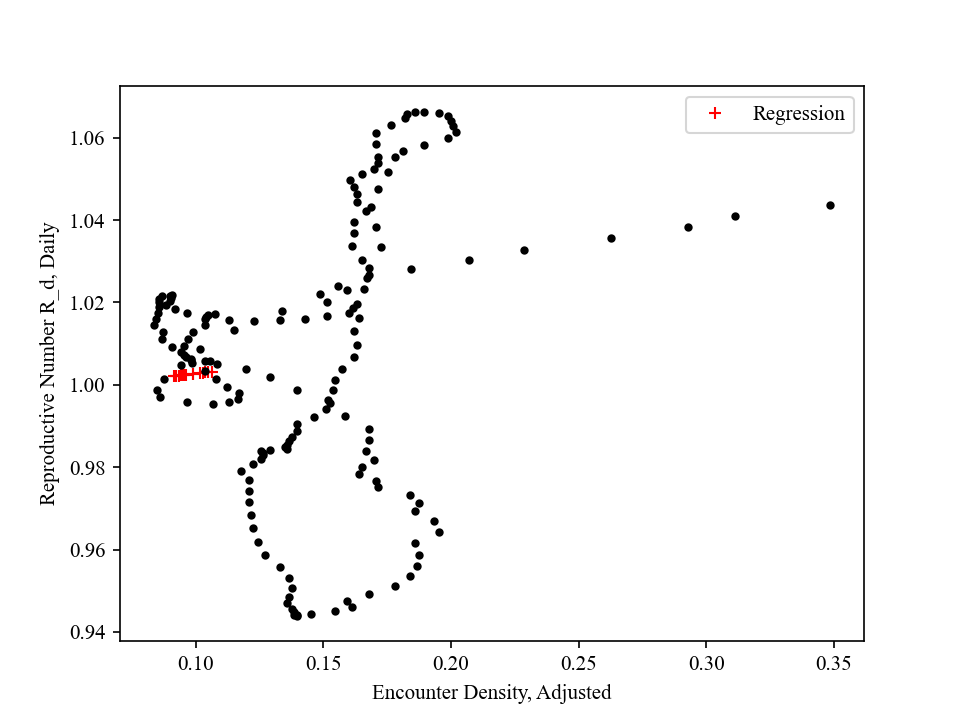 Regression
1.06
1.04
1.02
1.00
0.98
0.96
0.94
Reproductive Number R_d, Daily
0.10 0.15 0.20 0.25 0.30 0.35
Encounter Density, Adjusted